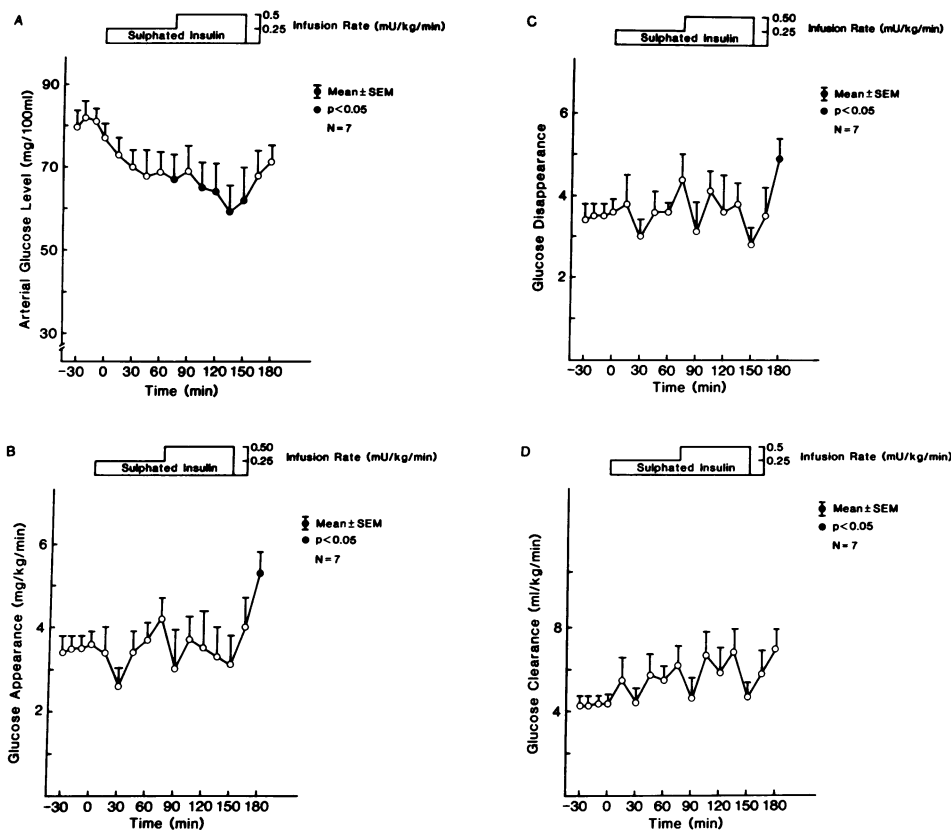 A
0.5
0.25
Infusion Rate (mU/kg/min)
Sulphated Insulin
Mean±SEM
p<0.05
N=7
Arterial Glucose Level (mg/100ml)
90
70
50
30
-30 0 30 60 90 120 150 180
Time (min)
C
0.50
0.25
Infusion Rate (mU/kg/min)
Sulphated Insulin
Mean±SEM
p<0.05
N=7
Glucose Disappearance
6
4
2
-30 0 30 60 90 120 150 180
Time (min)
B
0.50
0.25
Infusion Rate (mU/kg/min)
Sulphated Insulin
Mean±SEM
p<0.05
N=7
Glucose Appearance (mg/kg/min)
6
4
2
-30 0 30 60 90 120 150 180
Time (min)
D
0.5
0.25
Infusion Rate (mU/kg/min)
Sulphated Insulin
Mean±SEM
p<0.05
N=7
Glucose Clearance (ml/kg/min)
8
4
-30 0 30 60 90 120 150 180
Time (min)